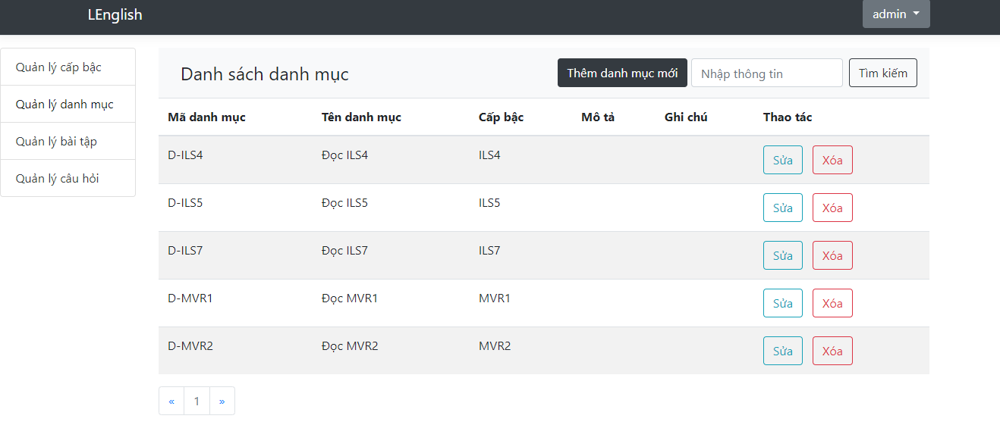 LEnglish
admin
Quản lý cấp bậc
Quản lý danh mục
Quản lý bài tập
Quản lý câu hỏi
Danh sách danh mục
Thêm danh mục mới
Nhập thông tin
Tìm kiếm
Mã danh mục Tên danh mục Cấp bậc Mô tả Ghi chú Thao tác
D-ILS4 Đọc ILS4 ILS4 Sửa Xóa
D-ILS5 Đọc ILS5 ILS5 Sửa Xóa
D-ILS7 Đọc ILS7 ILS7 Sửa Xóa
D-MVR1 Đọc MVR1 MVR1 Sửa Xóa
D-MVR2 Đọc MVR2 MVR2 Sửa Xóa
« 1 »